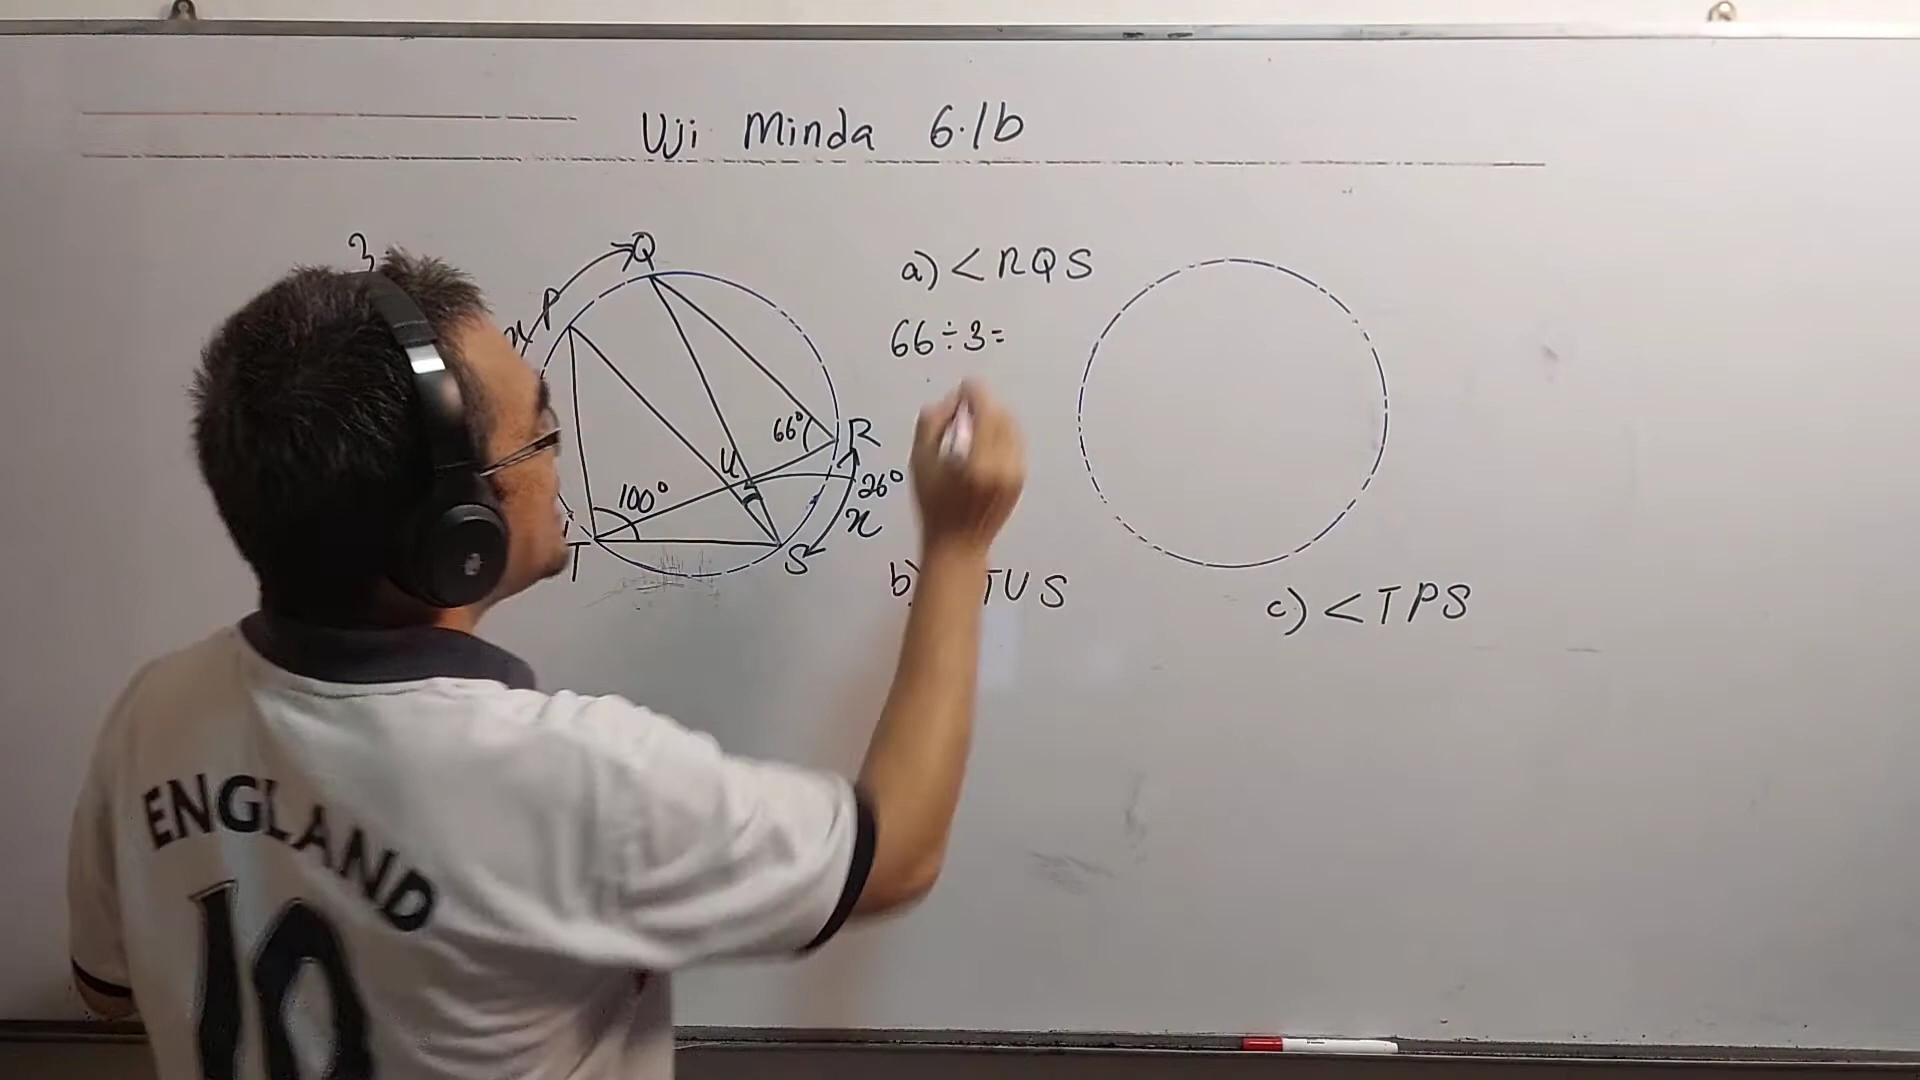 Uji Minda 6.1b
3
Q
P
x
66°
R
U
26°
x
100°
T
S
a) <RQS
66÷3=
b) TUS
c) <TPS
ENGLAND
10